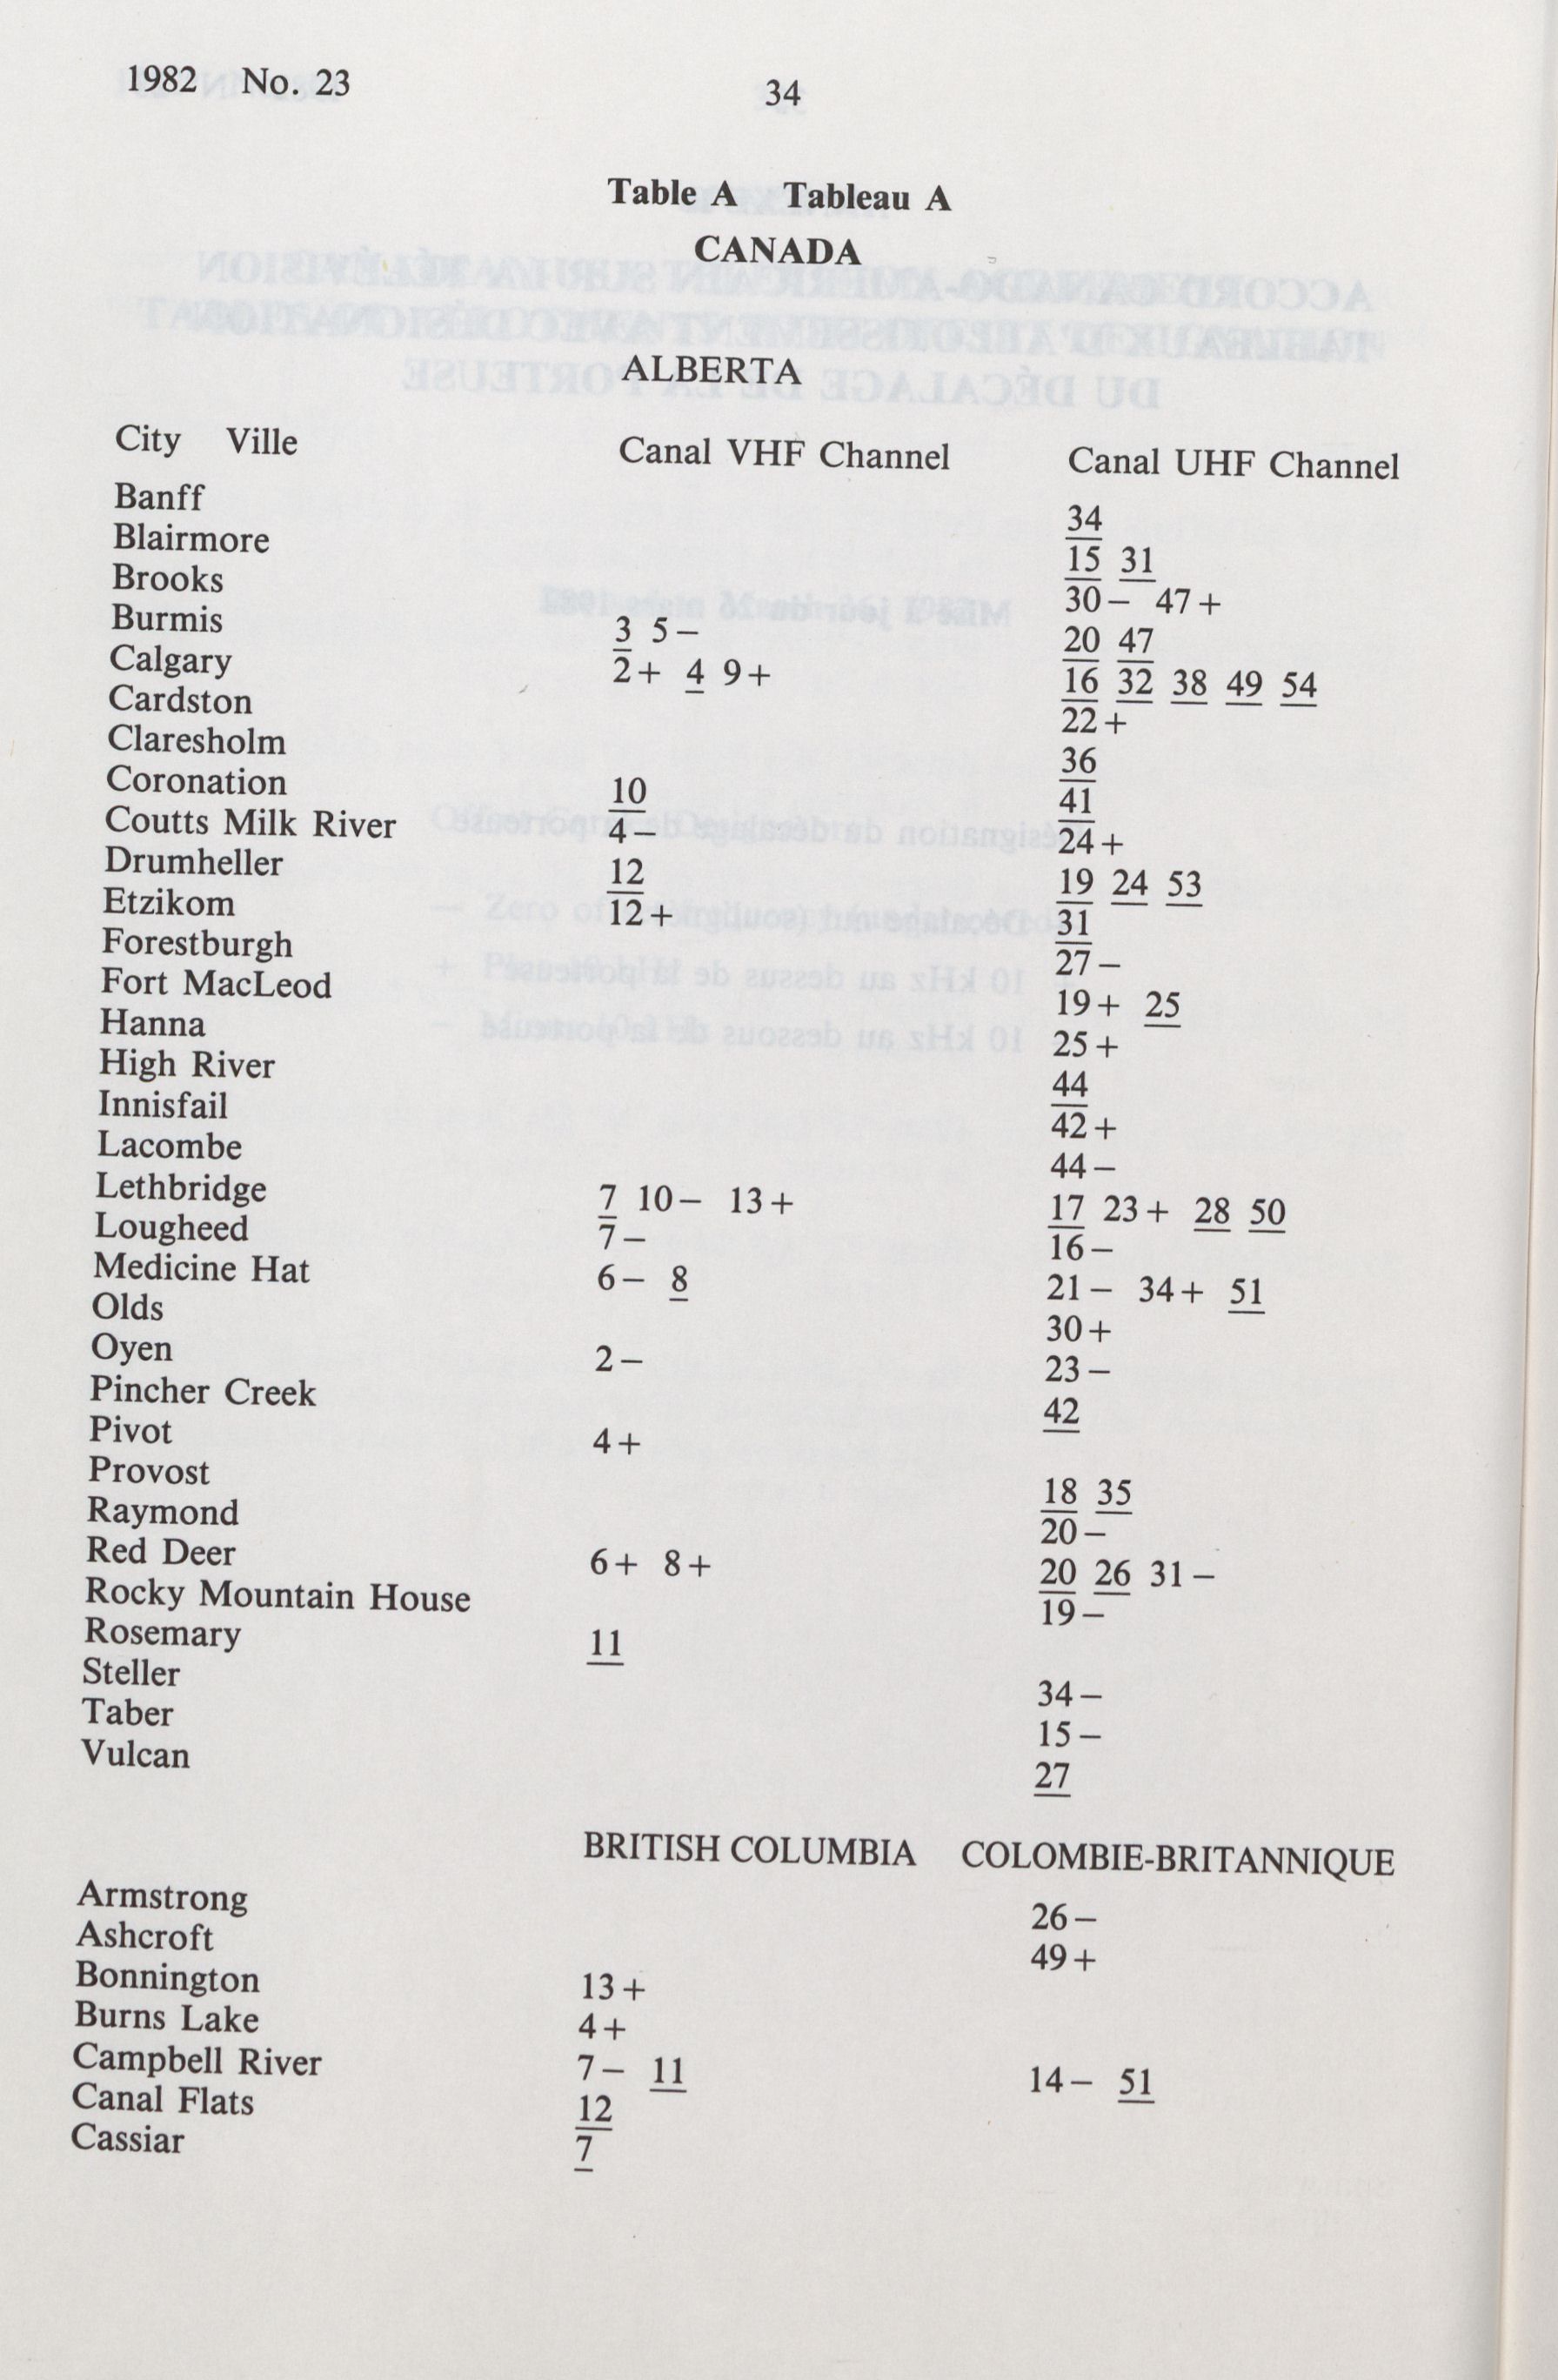 1982 No. 23 34
Table A Tableau A
CANADA
ALBERTA
City Ville Canal VHF Channel Canal UHF Channel
Banff 34
Blairmore 15 31
Brooks 30− 47+
Burmis 3 5− 20 47
Calgary 2+ 4 9+ 16 32 38 49 54
Cardston 22+
Claresholm 36
Coronation 10 41
Coutts Milk River 4− 24+
Drumheller 12 19 24 53
Etzikom 12+ 31
Forestburgh 27−
Fort MacLeod 19+ 25
Hanna 25+
High River 44
Innisfail 42+
Lacombe 44−
Lethbridge 7 10− 13+ 17 23+ 28 50
Lougheed 7− 16−
Medicine Hat 6− 8 21− 34+ 51
Olds 30+
Oyen 2− 23−
Pincher Creek 42
Pivot 4+
Provost 18 35
Raymond 20−
Red Deer 6+ 8+ 20 26 31−
Rocky Mountain House 19−
Rosemary 11
Steller 34−
Taber 15−
Vulcan 27
BRITISH COLUMBIA COLOMBIE-BRITANNIQUE
Armstrong 26−
Ashcroft 49+
Bonnington 13+
Burns Lake 4+
Campbell River 7− 11 14− 51
Canal Flats 12
Cassiar 7